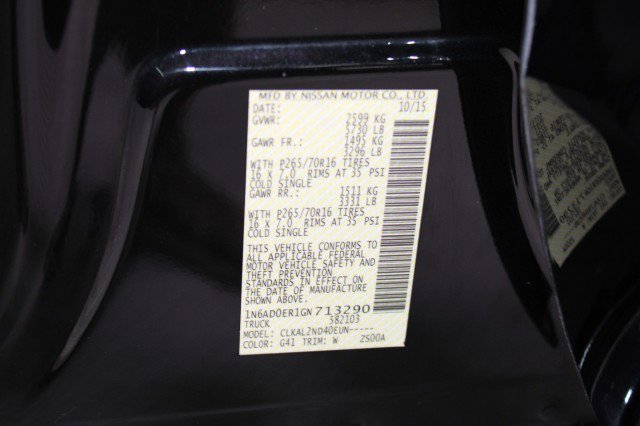 MFD BY NISSAN MOTOR CO., LTD.
DATE: 10/15
GVWR: 2599 KG
5730 LB
GAWR FR.: 1495 KG
3296 LB
WITH P265/70R16 TIRES
16 X 7.0 RIMS AT 35 PSI
COLD SINGLE
GAWR RR.: 1511 KG
3331 LB
WITH P265/70R16 TIRES
16 X 7.0 RIMS AT 35 PSI
COLD SINGLE
THIS VEHICLE CONFORMS TO
ALL APPLICABLE FEDERAL
MOTOR VEHICLE SAFETY AND
THEFT PREVENTION
STANDARDS IN EFFECT ON
THE DATE OF MANUFACTURE
SHOWN ABOVE.
1N6AD0ER1GN713290
TRUCK 582103
MODEL: CLKAL2ND4DEUN-----
COLOR: G41 TRIM: W ZS00A